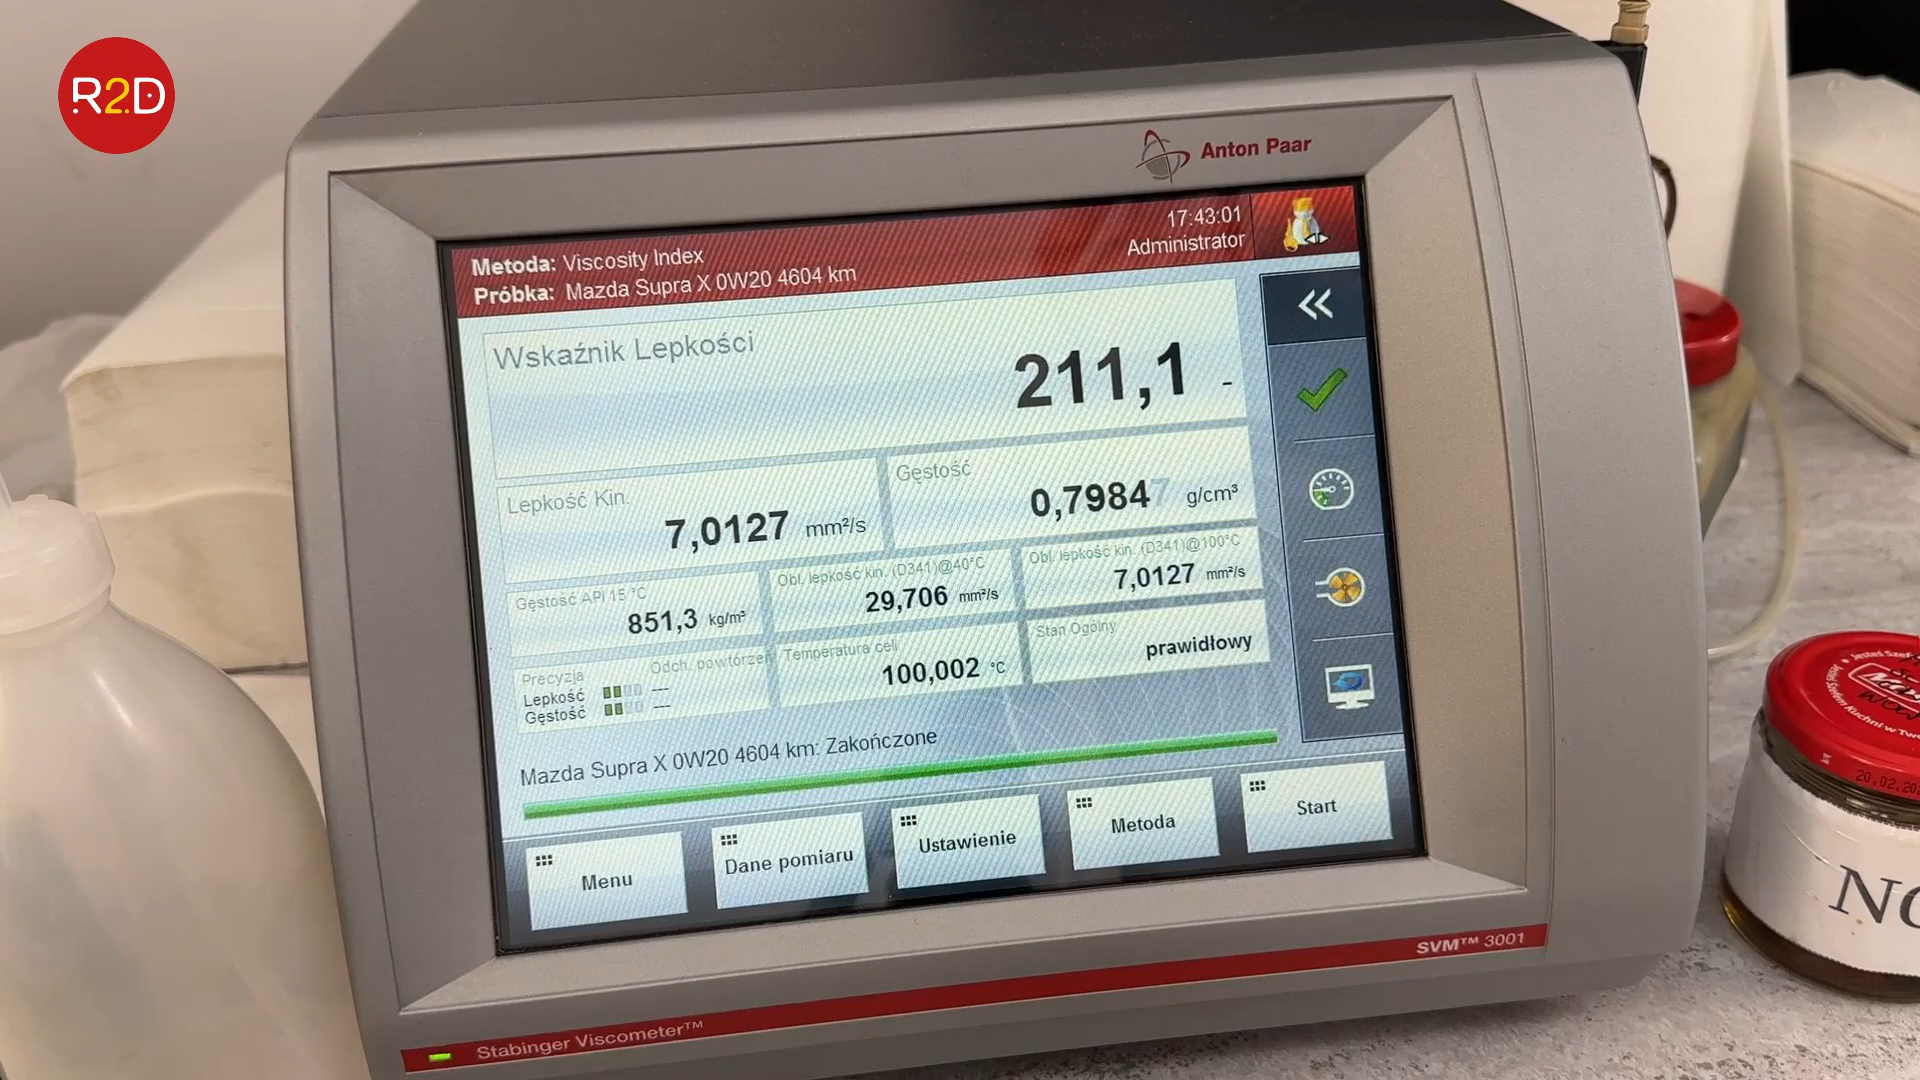 R2D
Anton Paar
Metoda: Viscosity Index
17:43:01
Próbka: Mazda Supra X 0W20 4604 km
Administrator
Wskaźnik Lepkości
211,1 -
Lepkość Kin.
7,0127 mm²/s
Gęstość
0,79847 g/cm³
Gęstość API 15 °C
851,3 kg/m³
Obl. lepkość kin. (D341)@40°C
29,706 mm²/s
Obl. lepkość kin. (D341)@100°C
7,0127 mm²/s
Precyzja
Odch. powtórzeń
Lepkość ---
Gęstość ---
Temperatura celi
100,002 °C
Stan Ogólny
prawidłowy
Mazda Supra X 0W20 4604 km: Zakończone
Menu
Dane pomiaru
Ustawienie
Metoda
Start
SVM™ 3001
Stabinger Viscometer™